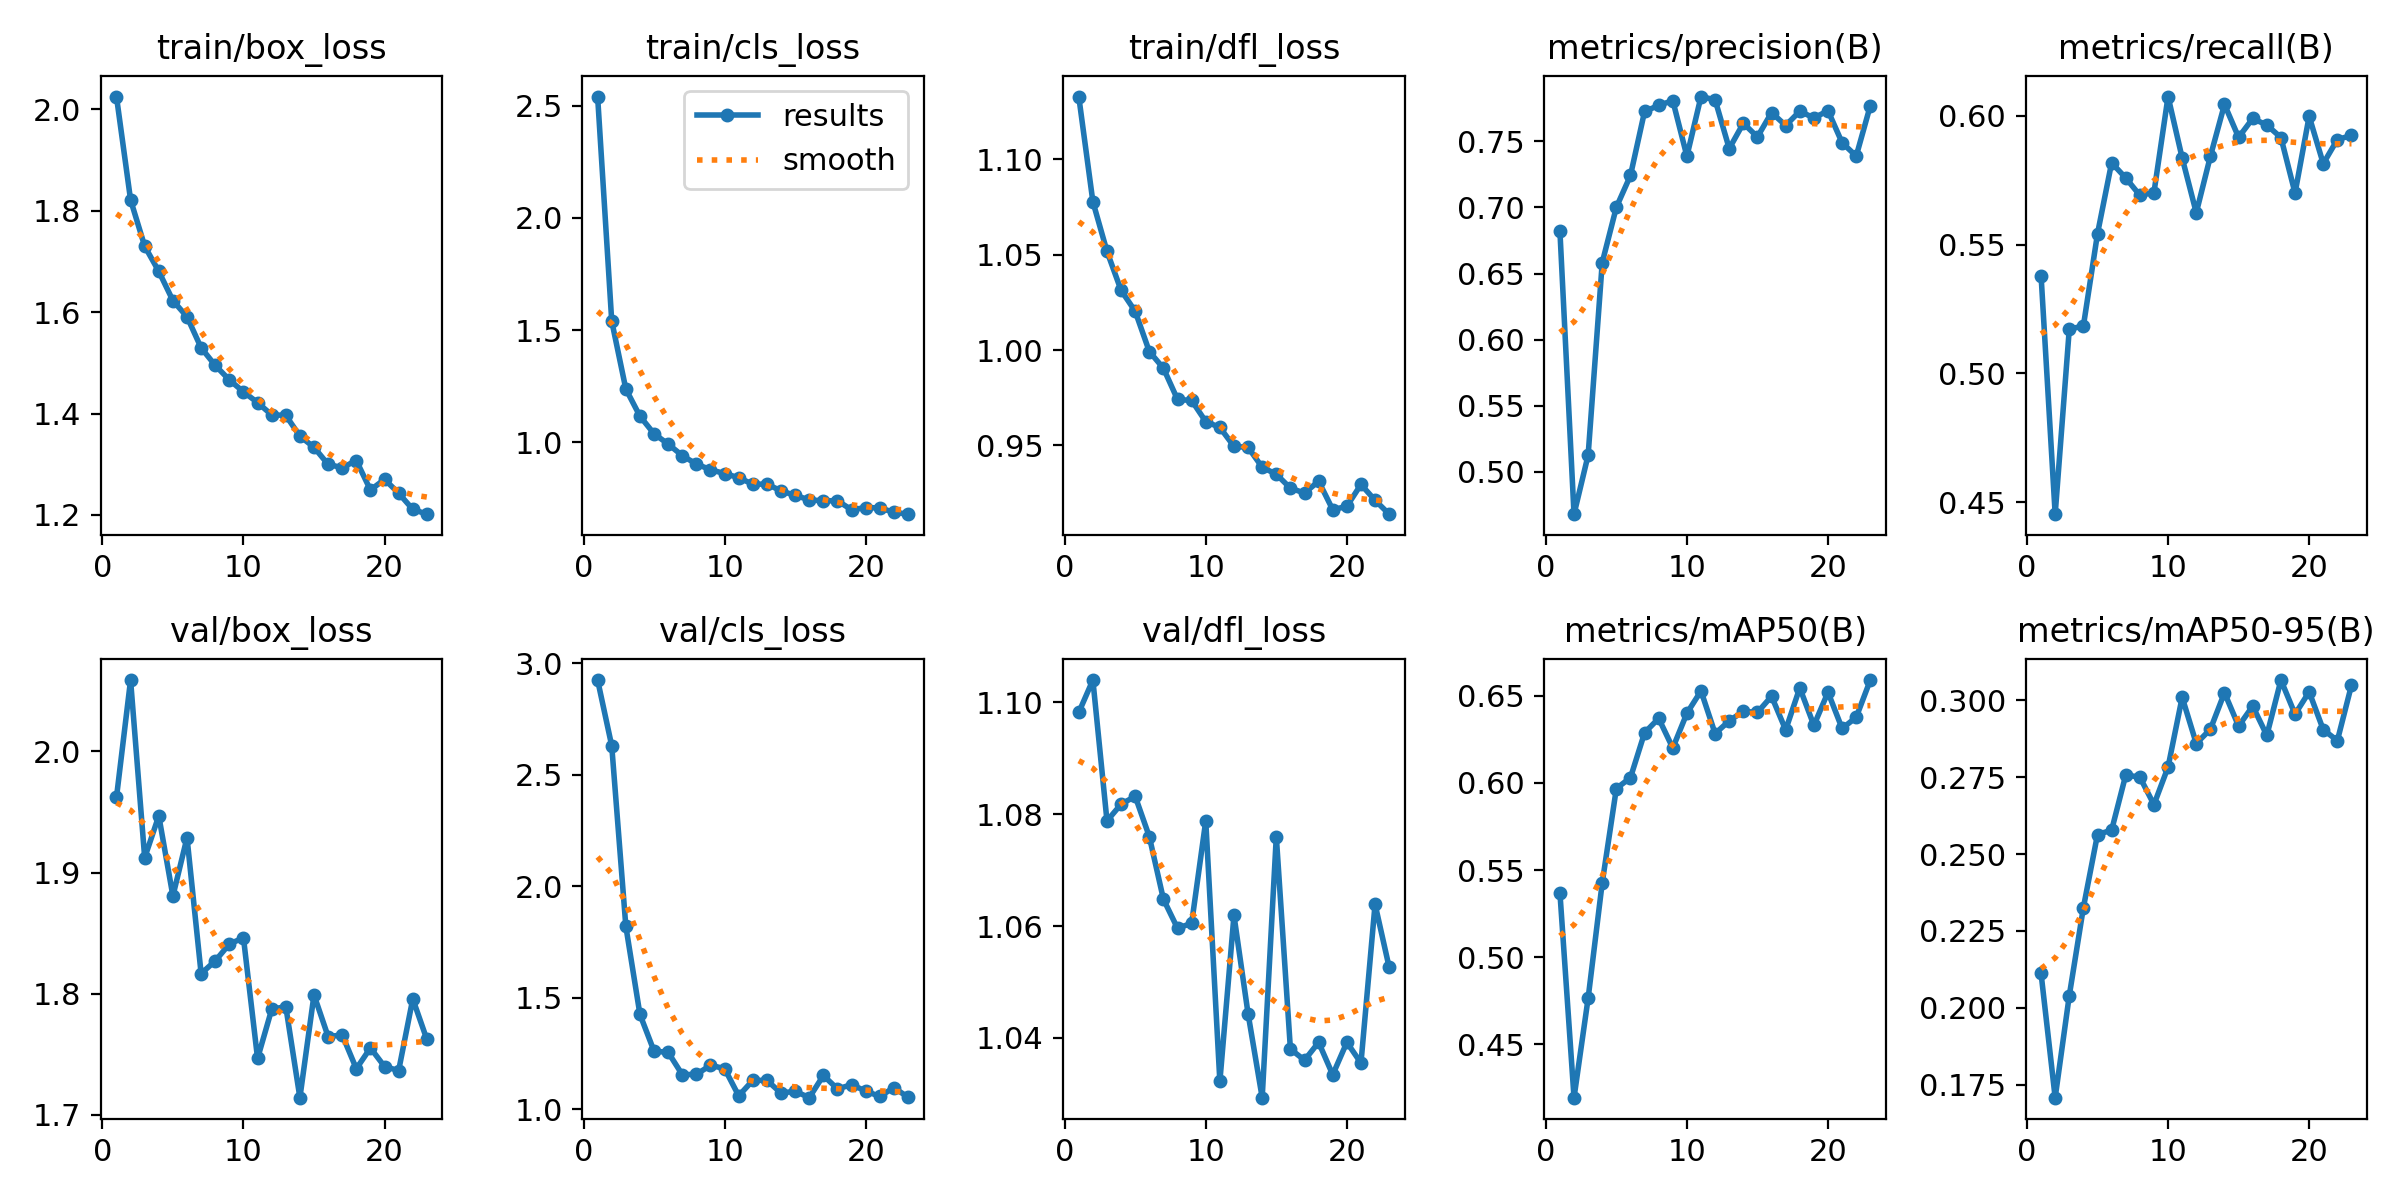 train/box_loss
2.0
1.8
1.6
1.4
1.2
0 10 20
train/cls_loss
results
smooth
2.5
2.0
1.5
1.0
0 10 20
train/dfl_loss
1.10
1.05
1.00
0.95
0 10 20
metrics/precision(B)
0.75
0.70
0.65
0.60
0.55
0.50
0 10 20
metrics/recall(B)
0.60
0.55
0.50
0.45
0 10 20
val/box_loss
2.0
1.9
1.8
1.7
0 10 20
val/cls_loss
3.0
2.5
2.0
1.5
1.0
0 10 20
val/dfl_loss
1.10
1.08
1.06
1.04
0 10 20
metrics/mAP50(B)
0.65
0.60
0.55
0.50
0.45
0 10 20
metrics/mAP50-95(B)
0.300
0.275
0.250
0.225
0.200
0.175
0 10 20